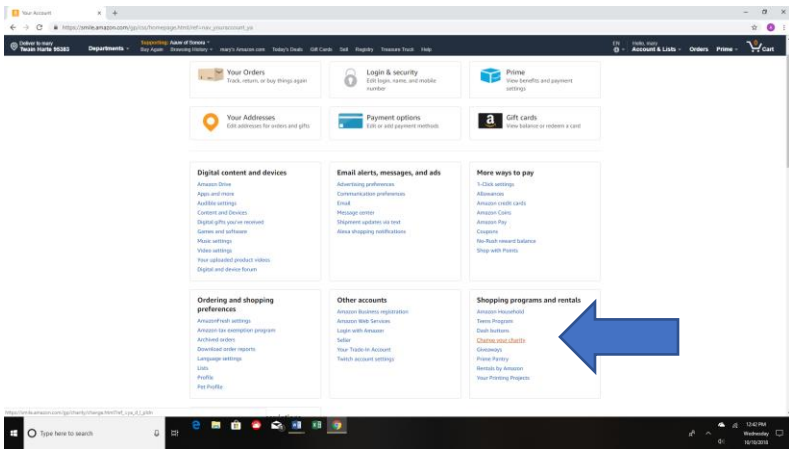 Your Account
https://smile.amazon.com/gp/css/homepage.html?ref=nav_youraccount_ya
Deliver to mary
Twain Harte 95383
Departments
Supporting: Aauw of Sonora
Buy Again Browsing History mary's Amazon.com Today's Deals Gift Cards Sell Registry Treasure Truck Help
EN
Hello, mary
Account & Lists Orders Prime Cart
Your Orders
Track, return, or buy things again
Login & security
Edit login, name, and mobile
number
Prime
View benefits and payment
settings
Your Addresses
Edit addresses for orders and gifts
Payment options
Edit or add payment methods
a
Gift cards
View balance or redeem a card
Digital content and devices
Amazon Drive
Apps and more
Audible settings
Content and Devices
Digital gifts you've received
Games and software
Music settings
Video settings
Your uploaded product videos
Digital and device forum
Email alerts, messages, and ads
Advertising preferences
Communication preferences
Email
Message center
Shipment updates via text
Alexa shopping notifications
More ways to pay
1-Click settings
Allowances
Amazon credit cards
Amazon Coins
Amazon Pay
Coupons
No-Rush reward balance
Shop with Points
Ordering and shopping
preferences
AmazonFresh settings
Amazon tax exemption program
Archived orders
Download order reports
Language settings
Lists
Profile
Pet Profile
Other accounts
Amazon Business registration
Amazon Web Services
Login with Amazon
Seller
Your Trade-In Account
Twitch account settings
Shopping programs and rentals
Amazon Household
Teens Program
Dash buttons
Change your charity
Giveaways
Prime Pantry
Rentals by Amazon
Your Printing Projects
Type here to search
12:42 PM
Wednesday
10/10/2018